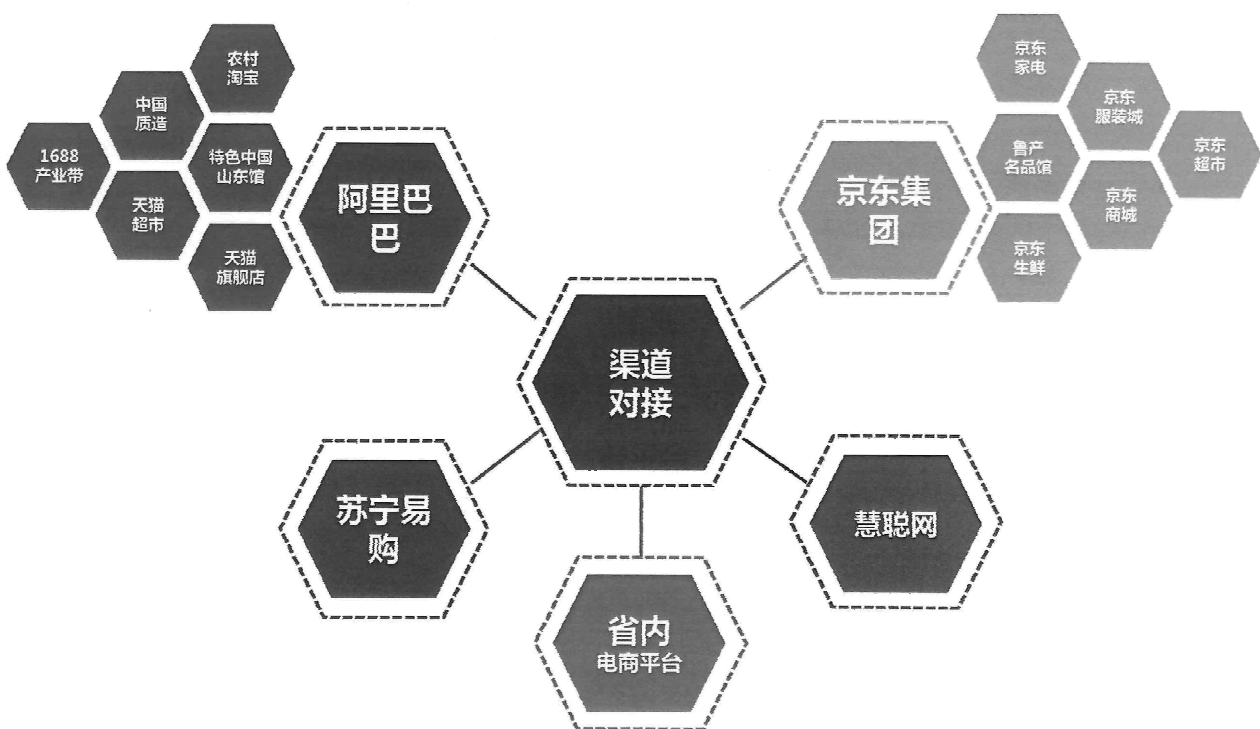 农村
淘宝
中国
质造
1688
产业带
特色中国
山东馆
天猫
超市
天猫
旗舰店
阿里巴
巴
京东集
团
京东
家电
京东
服装城
京东
超市
鲁产
名品馆
京东
商城
京东
生鲜
渠道
对接
苏宁易
购
慧聪网
省内
电商平台